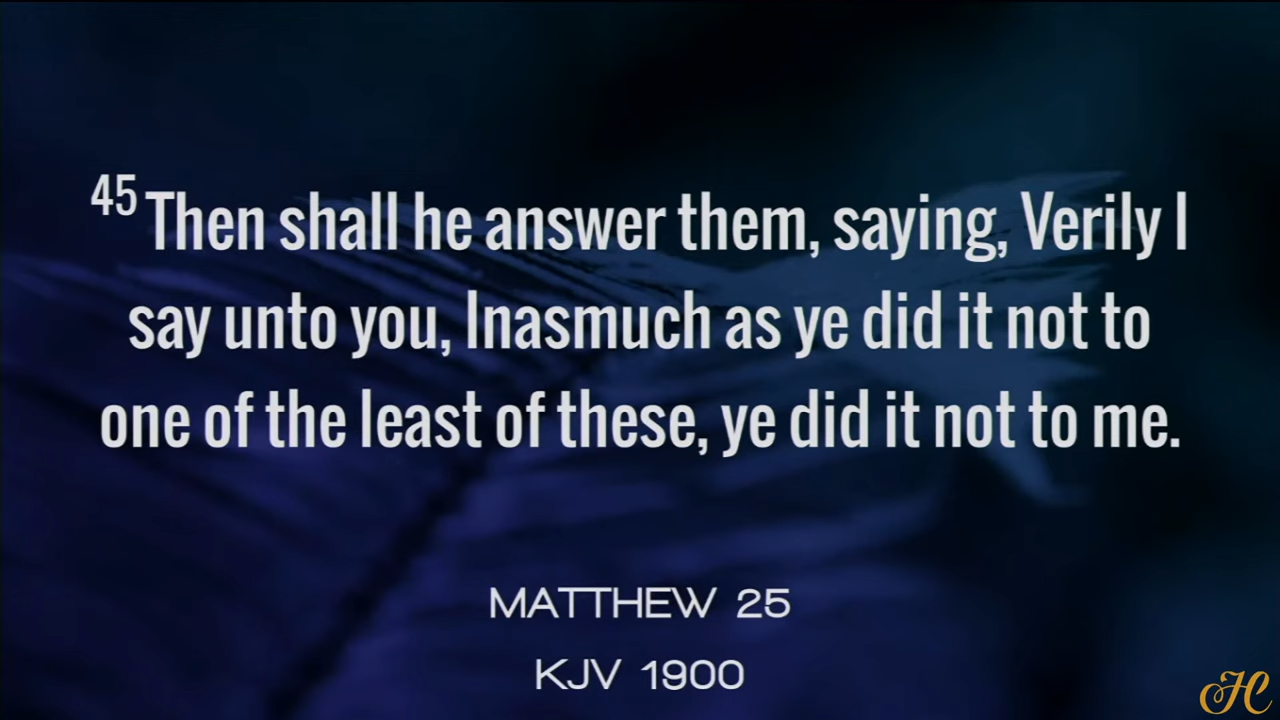 45 Then shall he answer them, saying, Verily I
say unto you, Inasmuch as ye did it not to
one of the least of these, ye did it not to me.
MATTHEW 25
KJV 1900
HC